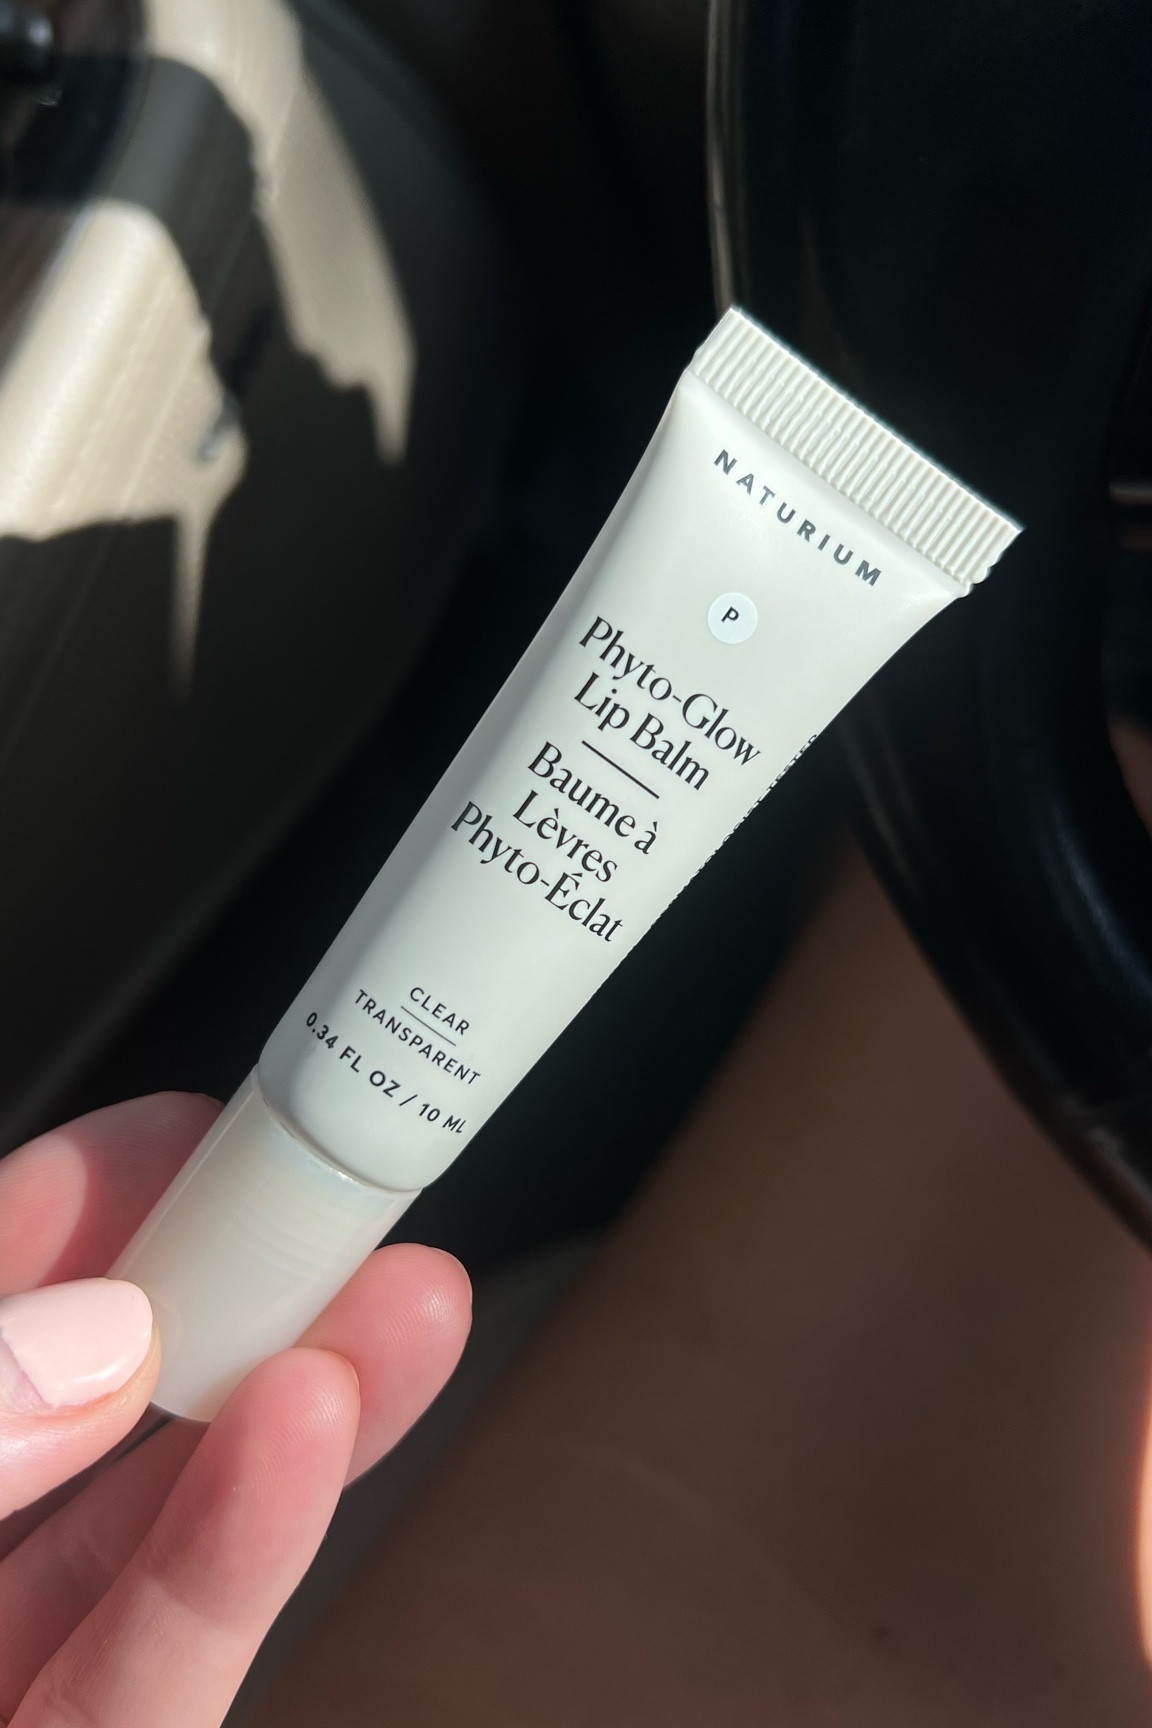 NATURIUM
P
Phyto-Glow
Lip Balm
Baume à
Lèvres
Phyto-Éclat
CLEAR
TRANSPARENT
0.34 FL OZ / 10 ML